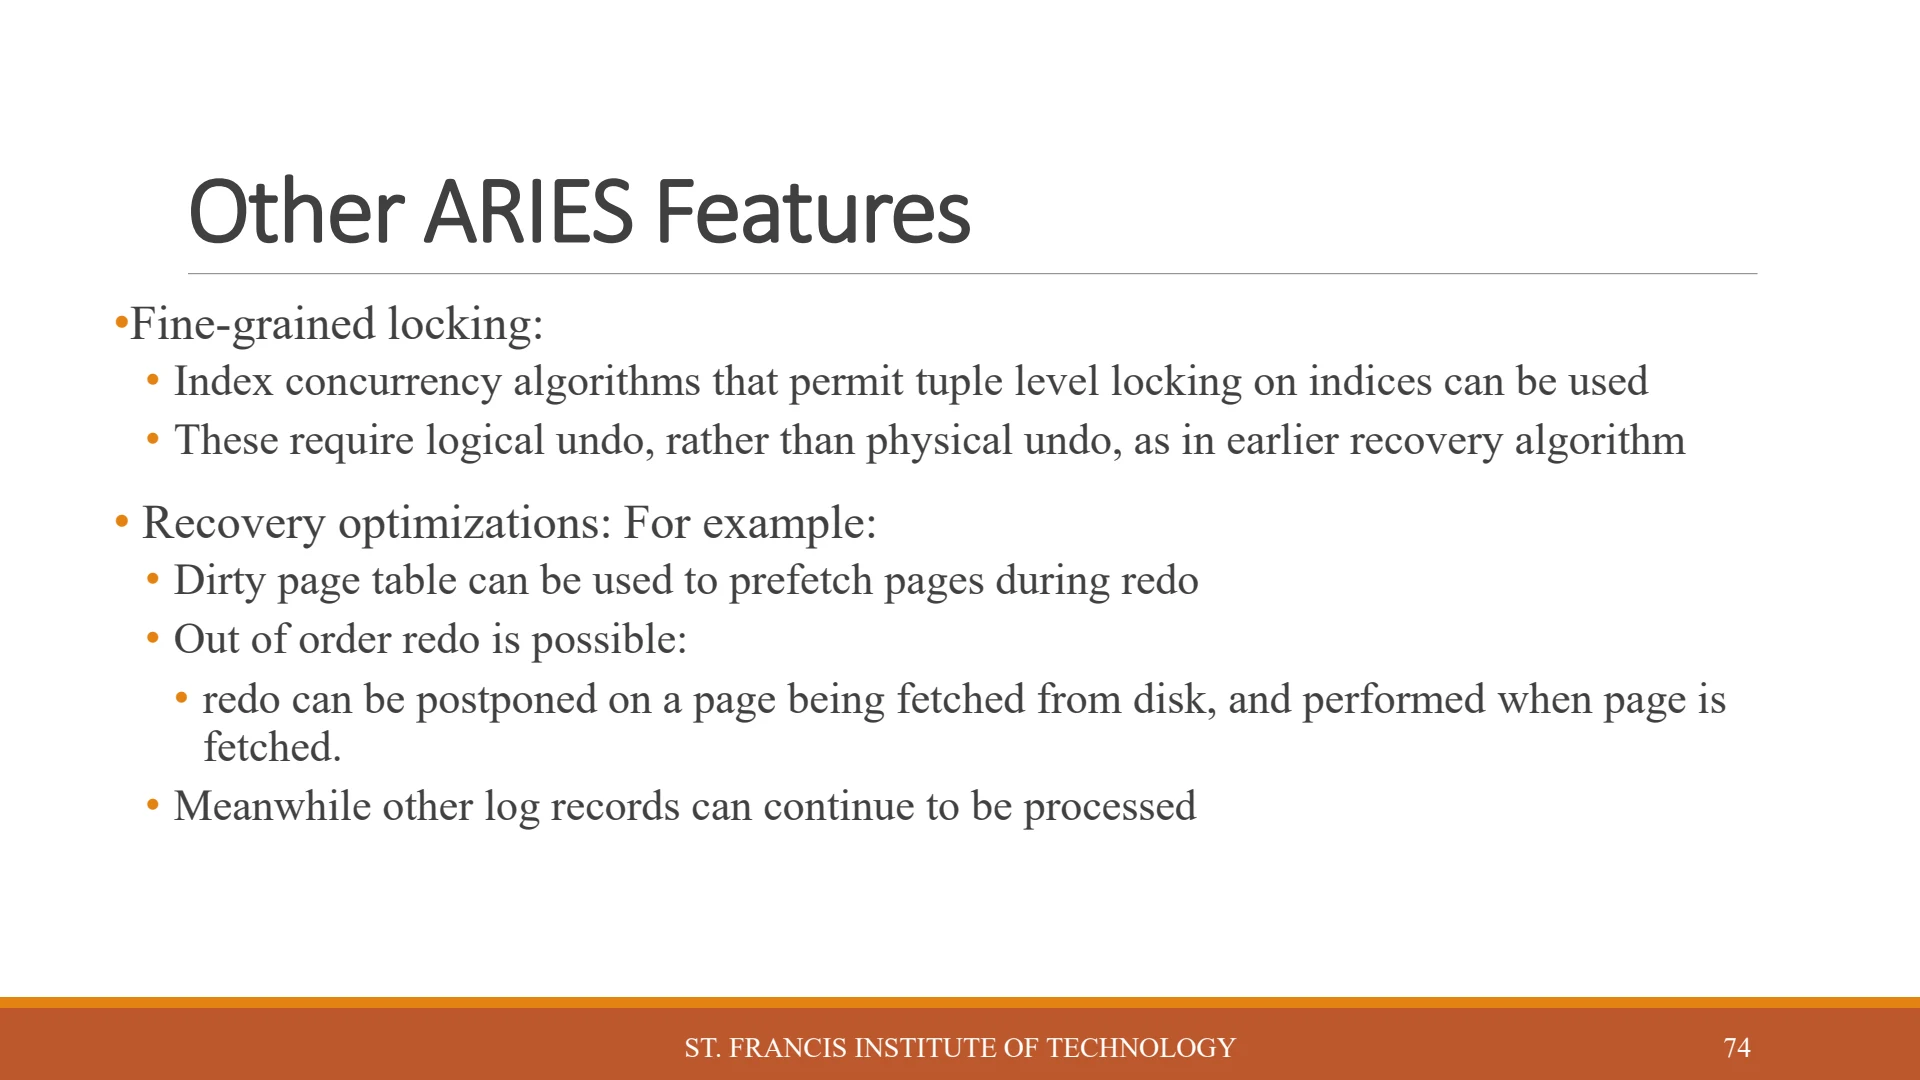 Other ARIES Features
•Fine-grained locking:
• Index concurrency algorithms that permit tuple level locking on indices can be used
• These require logical undo, rather than physical undo, as in earlier recovery algorithm
• Recovery optimizations: For example:
• Dirty page table can be used to prefetch pages during redo
• Out of order redo is possible:
• redo can be postponed on a page being fetched from disk, and performed when page is
fetched.
• Meanwhile other log records can continue to be processed
ST. FRANCIS INSTITUTE OF TECHNOLOGY
74